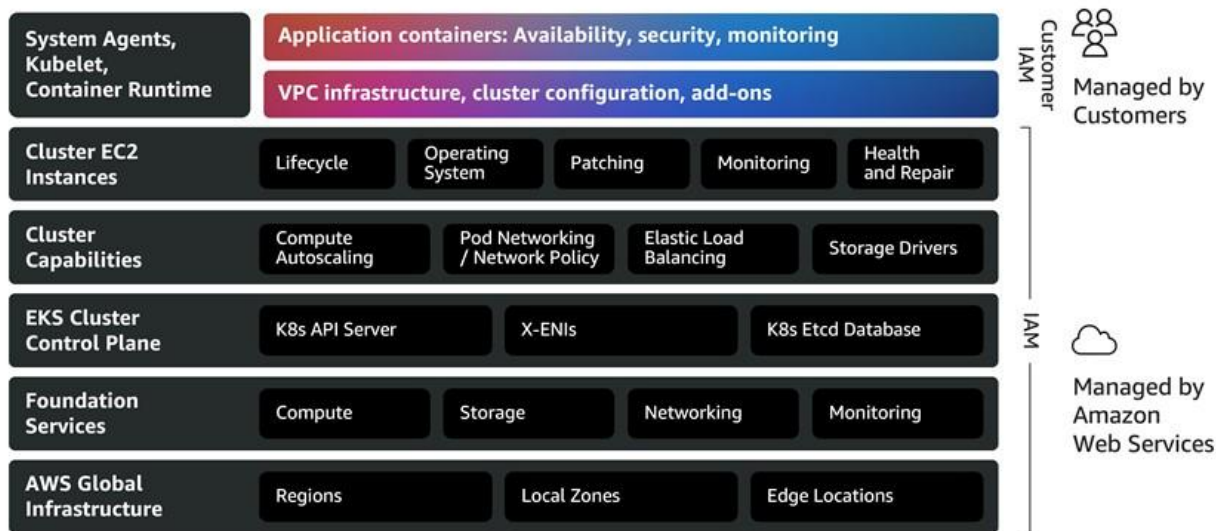 System Agents,
Kubelet,
Container Runtime
Application containers: Availability, security, monitoring
VPC infrastructure, cluster configuration, add-ons
Customer
IAM
Managed by
Customers
Cluster EC2
Instances
Lifecycle
Operating
System
Patching
Monitoring
Health
and Repair
Cluster
Capabilities
Compute
Autoscaling
Pod Networking
/ Network Policy
Elastic Load
Balancing
Storage Drivers
EKS Cluster
Control Plane
K8s API Server
X-ENIs
K8s Etcd Database
IAM
Managed by
Amazon
Web Services
Foundation
Services
Compute
Storage
Networking
Monitoring
AWS Global
Infrastructure
Regions
Local Zones
Edge Locations